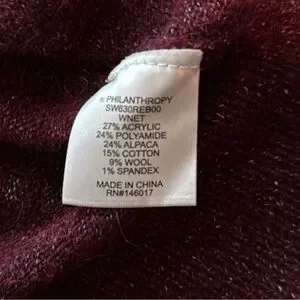 PHILANTHROPY
SW630REB00
WNET
27% ACRYLIC
24% POLYAMIDE
24% ALPACA
15% COTTON
9% WOOL
1% SPANDEX
MADE IN CHINA
RN#146017